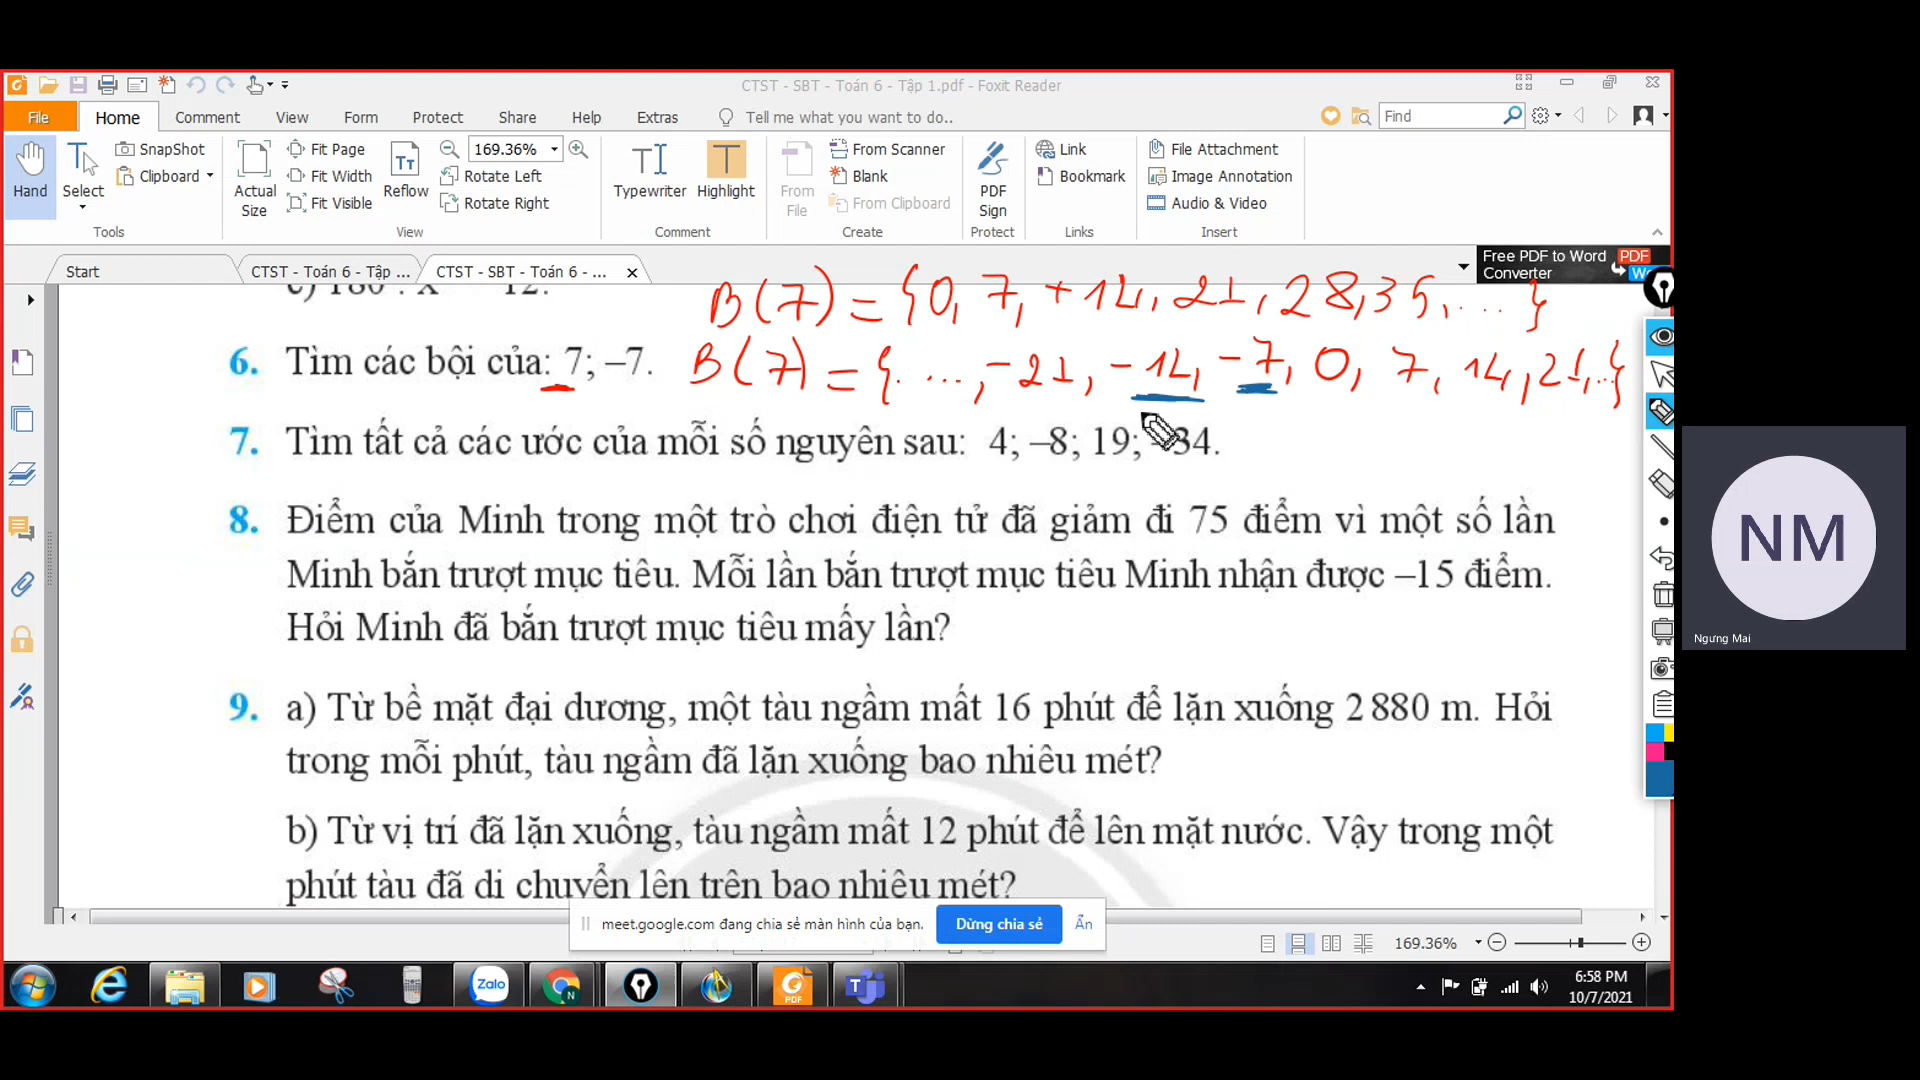 CTST - SBT - Toán 6 - Tập 1.pdf - Foxit Reader
File Home Comment View Form Protect Share Help Extras Tell me what you want to do.. Find
Hand
Select
SnapShot
Clipboard
Tools
Actual Size
Fit Page
Fit Width
Fit Visible
Reflow
169.36%
Rotate Left
Rotate Right
View
Typewriter
Highlight
Comment
From File
From Scanner
Blank
From Clipboard
Create
PDF Sign
Protect
Link
Bookmark
Links
File Attachment
Image Annotation
Audio & Video
Insert
Start
CTST - Toán 6 - Tập ...
CTST - SBT - Toán 6 - ...
Free PDF to Word Converter
PDF
B(7) = {0, 7, +14, 21, 28, 35, ... }
6. Tìm các bội của: 7; –7.
B(7) = {. ..., -21, -14, -7, 0, 7, 14, 21,..}
7. Tìm tất cả các ước của mỗi số nguyên sau: 4; –8; 19; –34.
8. Điểm của Minh trong một trò chơi điện tử đã giảm đi 75 điểm vì một số lần
Minh bắn trượt mục tiêu. Mỗi lần bắn trượt mục tiêu Minh nhận được –15 điểm.
Hỏi Minh đã bắn trượt mục tiêu mấy lần?
9. a) Từ bề mặt đại dương, một tàu ngầm mất 16 phút để lặn xuống 2 880 m. Hỏi
trong mỗi phút, tàu ngầm đã lặn xuống bao nhiêu mét?
b) Từ vị trí đã lặn xuống, tàu ngầm mất 12 phút để lên mặt nước. Vậy trong một
phút tàu đã di chuyển lên trên bao nhiêu mét?
meet.google.com đang chia sẻ màn hình của bạn. Dừng chia sẻ Ẩn
169.36%
NM
Ngưng Mai
Zalo
PDF
6:58 PM
10/7/2021